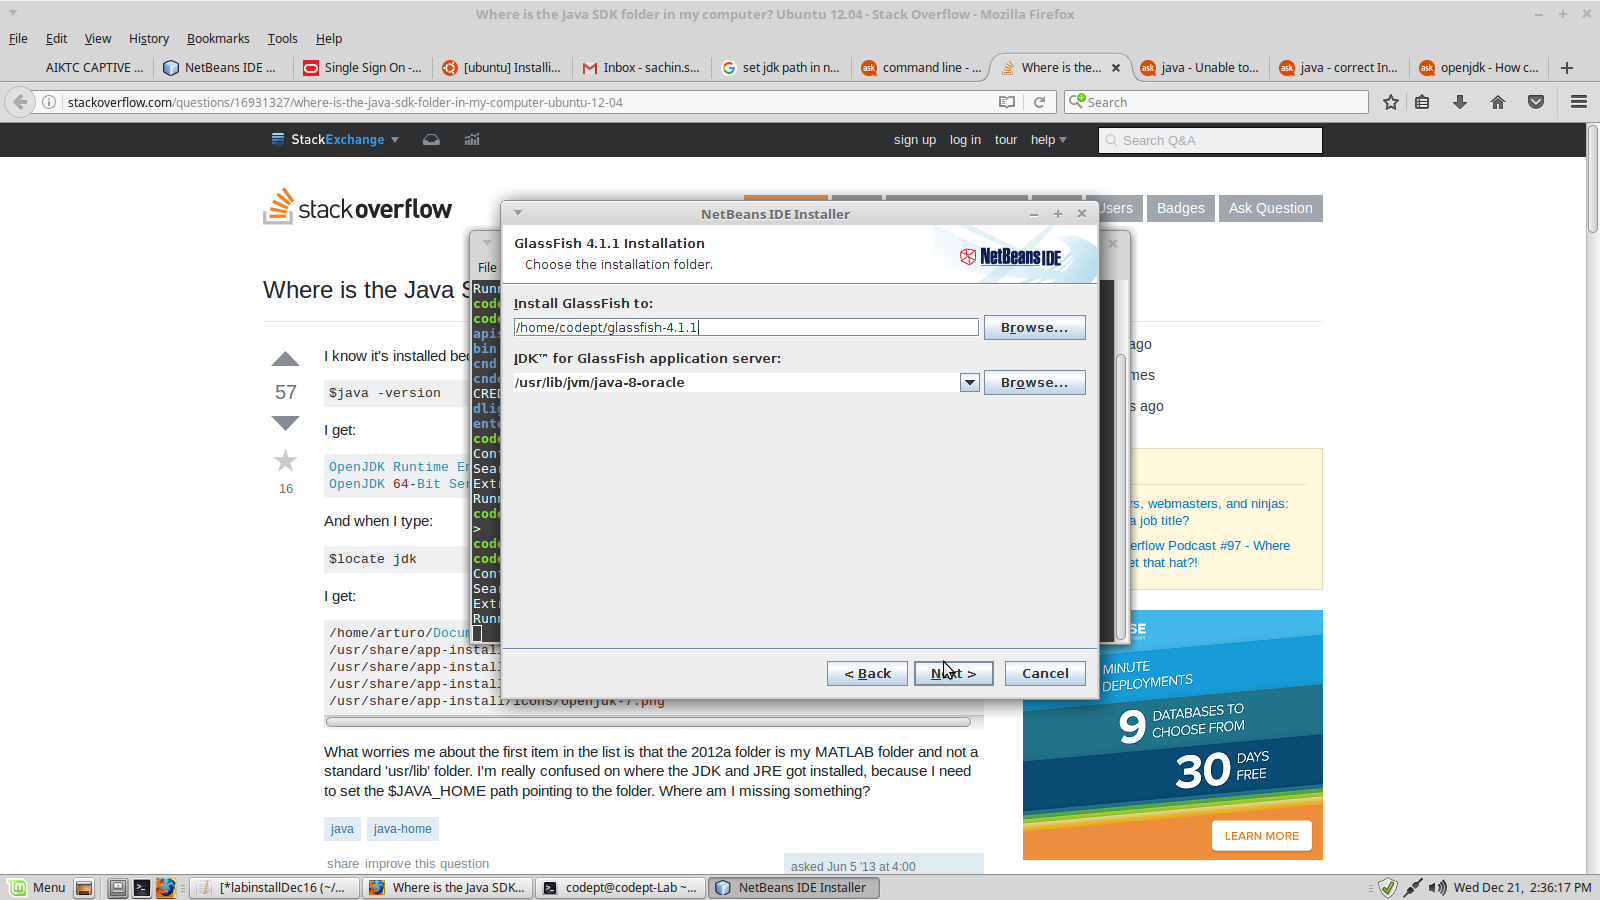 Where is the Java SDK folder in my computer? Ubuntu 12.04 - Stack Overflow - Mozilla Firefox
File Edit View History Bookmarks Tools Help
AIKTC CAPTIVE ...
NetBeans IDE ...
Single Sign On -...
[ubuntu] Installi...
Inbox - sachin.s...
set jdk path in n...
command line - ...
Where is the...
java - Unable to...
java - correct In...
openjdk - How c...
stackoverflow.com/questions/16931327/where-is-the-java-sdk-folder-in-my-computer-ubuntu-12-04
Search
StackExchange
sign up log in tour help
Search Q&A
stackoverflow
Users
Badges
Ask Question
NetBeans IDE Installer
GlassFish 4.1.1 Installation
Choose the installation folder.
NetBeans IDE
Install GlassFish to:
/home/codept/glassfish-4.1.1
Browse...
JDK™ for GlassFish application server:
/usr/lib/jvm/java-8-oracle
Browse...
< Back
Next >
Cancel
File
Runn
code
code
apis
bin
cnd
cnde
CRED
dlig
ente
code
Con
Sear
Extr
Runn
code
>
code
code
Con
Sear
Extr
Runn
Where is the Java S
57
16
I know it's installed bec
$java -version
I get:
OpenJDK Runtime En
OpenJDK 64-Bit Ser
And when I type:
$locate jdk
I get:
/home/arturo/Docum
/usr/share/app-instal
/usr/share/app-instal
/usr/share/app-instal
/usr/share/app-install/icons/openjdk-7.png
What worries me about the first item in the list is that the 2012a folder is my MATLAB folder and not a
standard 'usr/lib' folder. I'm really confused on where the JDK and JRE got installed, because I need
to set the $JAVA_HOME path pointing to the folder. Where am I missing something?
java
java-home
share improve this question
asked Jun 5 '13 at 4:00
ago
mes
s ago
rs, webmasters, and ninjas:
a job title?
erflow Podcast #97 - Where
et that hat?!
SE
MINUTE
DEPLOYMENTS
9 DATABASES TO
CHOOSE FROM
30 DAYS
FREE
LEARN MORE
Menu
[*labinstallDec16 (~/...
Where is the Java SDK...
codept@codept-Lab ~...
NetBeans IDE Installer
Wed Dec 21, 2:36:17 PM